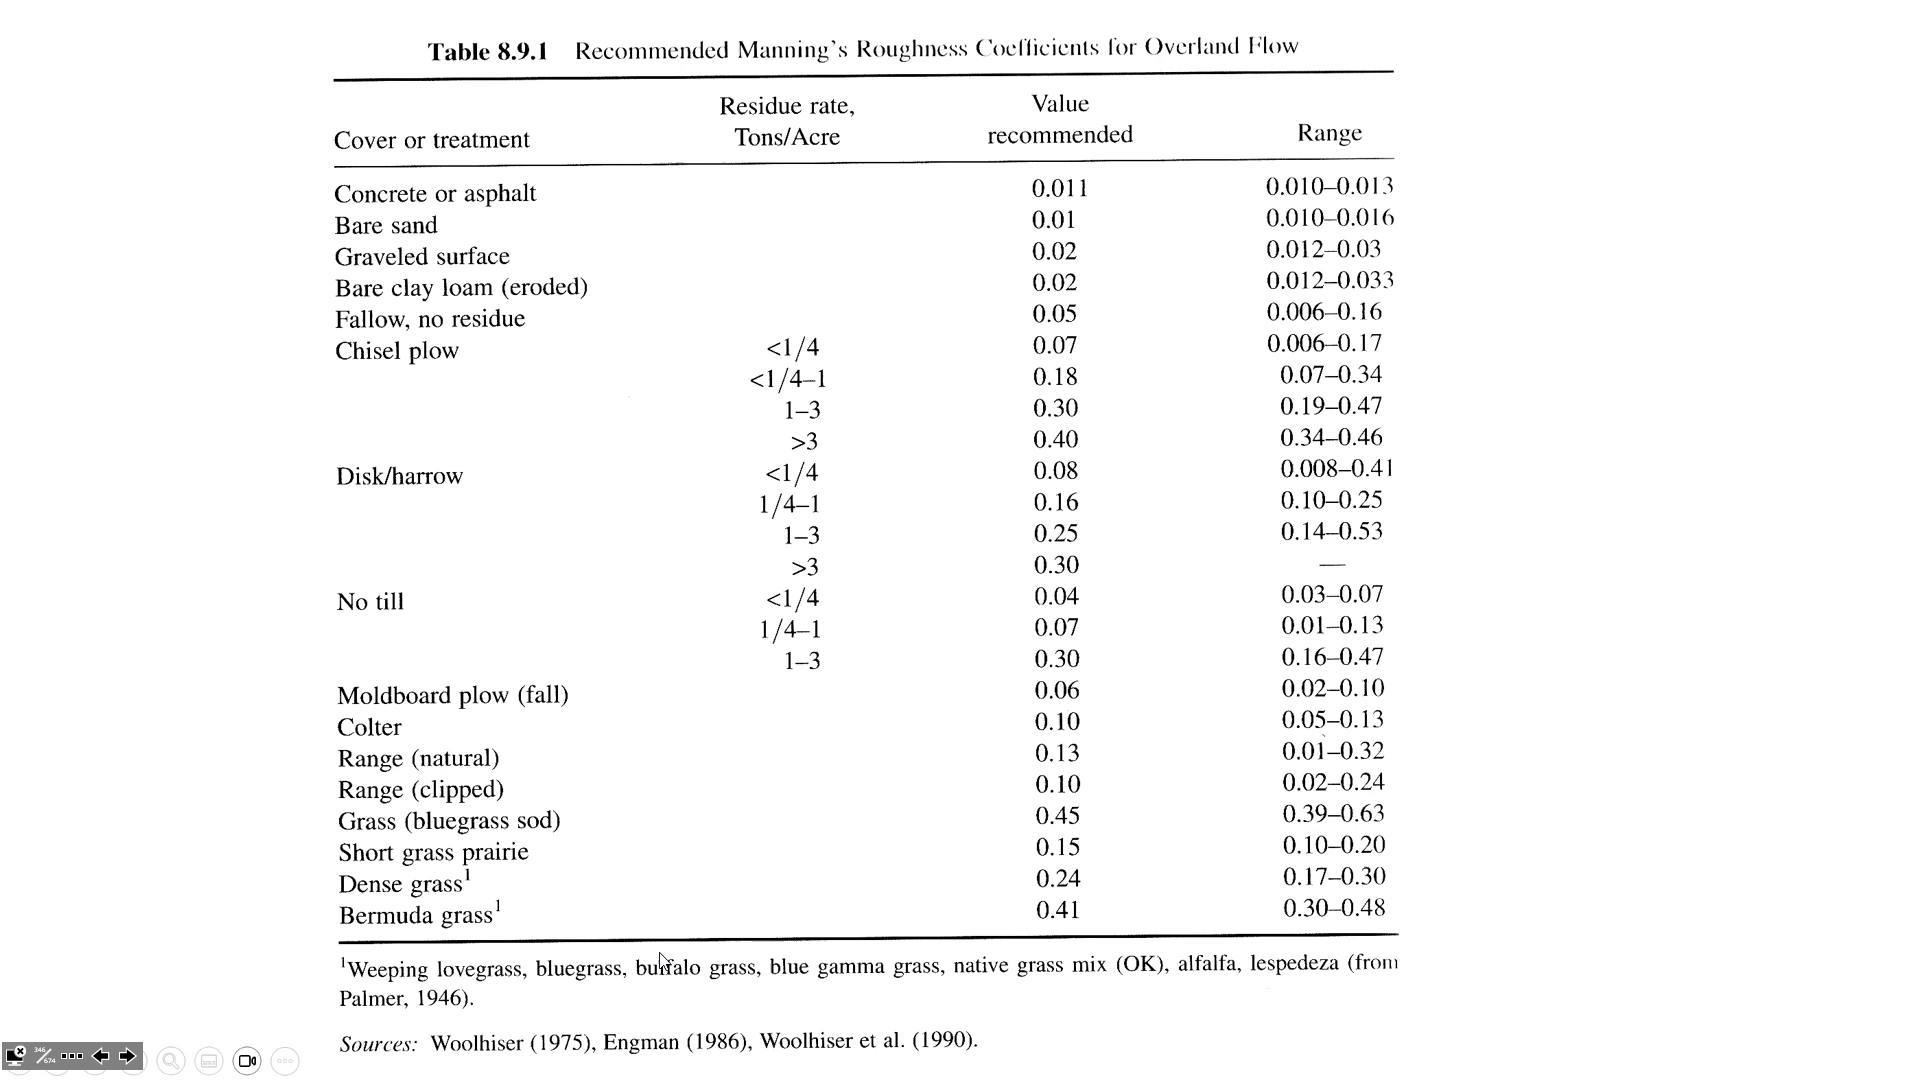 Table 8.9.1 Recommended Manning's Roughness Coefficients for Overland Flow
Residue rate, Value
Cover or treatment Tons/Acre recommended Range
Concrete or asphalt 0.011 0.010–0.013
Bare sand 0.01 0.010–0.016
Graveled surface 0.02 0.012–0.03
Bare clay loam (eroded) 0.02 0.012–0.033
Fallow, no residue 0.05 0.006–0.16
Chisel plow <1/4 0.07 0.006–0.17
<1/4–1 0.18 0.07–0.34
1–3 0.30 0.19–0.47
>3 0.40 0.34–0.46
Disk/harrow <1/4 0.08 0.008–0.41
1/4–1 0.16 0.10–0.25
1–3 0.25 0.14–0.53
>3 0.30 —
No till <1/4 0.04 0.03–0.07
1/4–1 0.07 0.01–0.13
1–3 0.30 0.16–0.47
Moldboard plow (fall) 0.06 0.02–0.10
Colter 0.10 0.05–0.13
Range (natural) 0.13 0.01–0.32
Range (clipped) 0.10 0.02–0.24
Grass (bluegrass sod) 0.45 0.39–0.63
Short grass prairie 0.15 0.10–0.20
Dense grass¹ 0.24 0.17–0.30
Bermuda grass¹ 0.41 0.30–0.48
¹Weeping lovegrass, bluegrass, buffalo grass, blue gamma grass, native grass mix (OK), alfalfa, lespedeza (from
Palmer, 1946).
Sources: Woolhiser (1975), Engman (1986), Woolhiser et al. (1990).
346/674